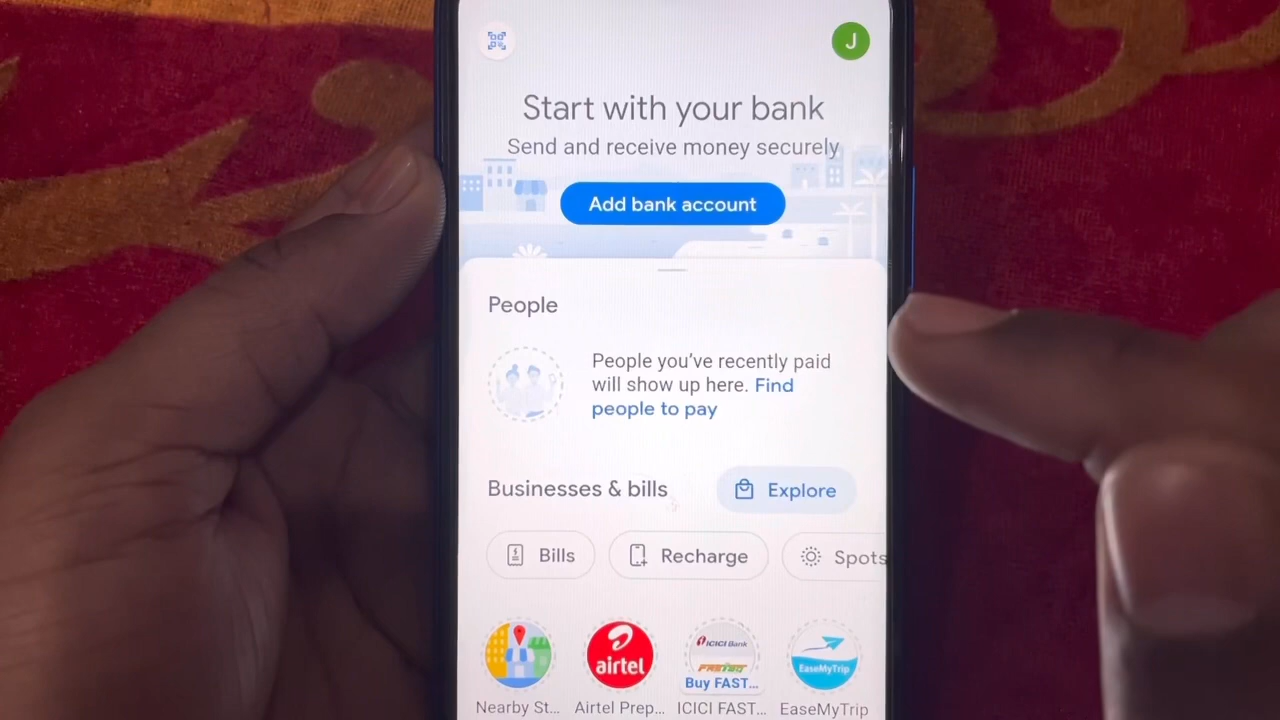 J
Start with your bank
Send and receive money securely
Add bank account
People
People you've recently paid
will show up here. Find
people to pay
Businesses & bills
Explore
Bills
Recharge
Spots
airtel
ICICI Bank
FASTag
Buy FAST...
EaseMyTrip
Nearby St...
Airtel Prep...
ICICI FAST...
EaseMyTrip